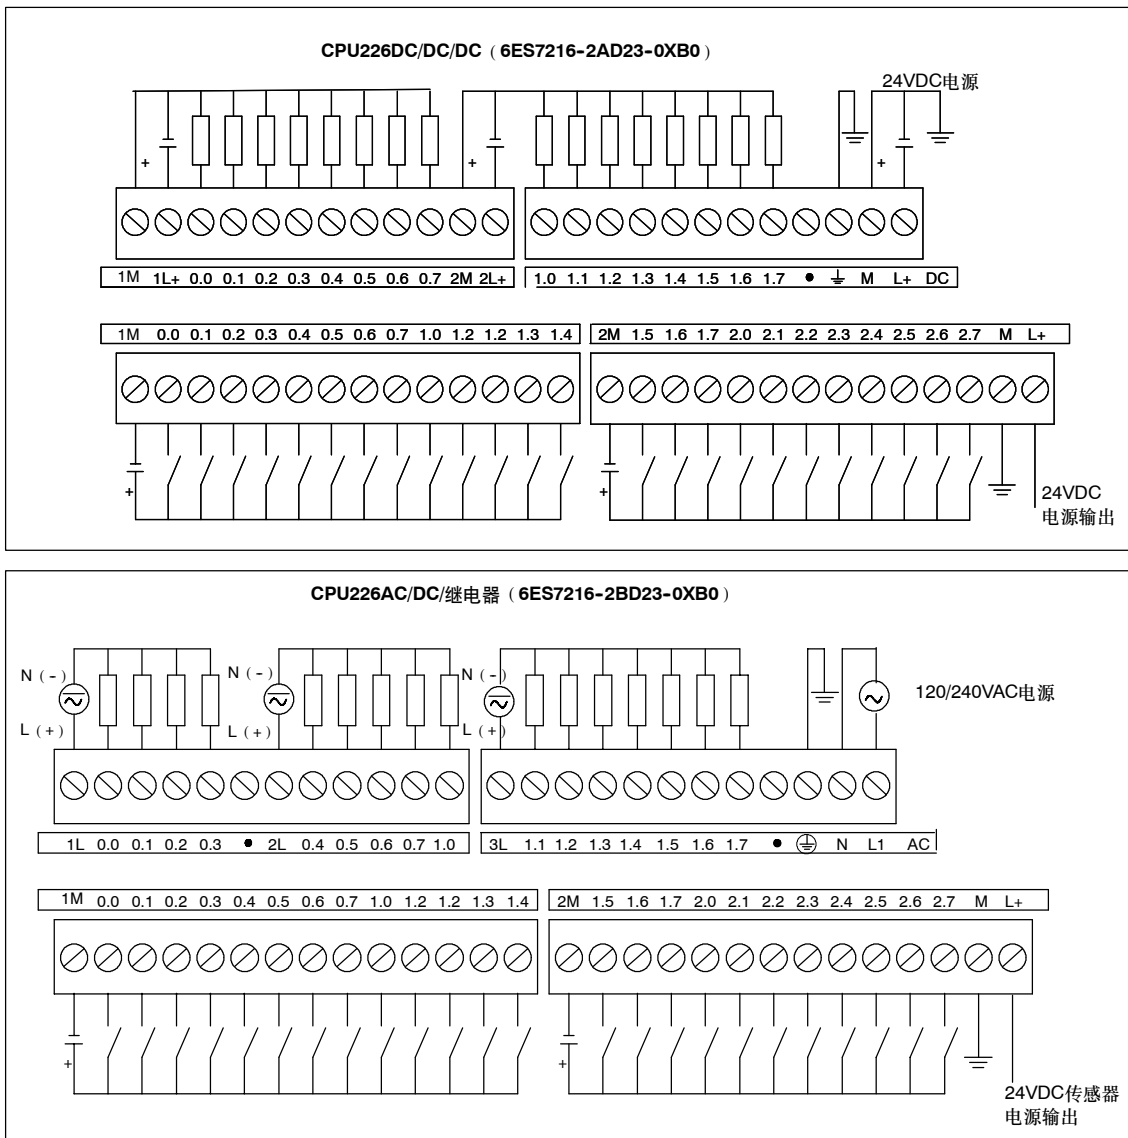 CPU226DC/DC/DC（6ES7216-2AD23-0XB0）
24VDC电源
+ + +
1M 1L+ 0.0 0.1 0.2 0.3 0.4 0.5 0.6 0.7 2M 2L+ 1.0 1.1 1.2 1.3 1.4 1.5 1.6 1.7 ● M L+ DC
1M 0.0 0.1 0.2 0.3 0.4 0.5 0.6 0.7 1.0 1.2 1.2 1.3 1.4 2M 1.5 1.6 1.7 2.0 2.1 2.2 2.3 2.4 2.5 2.6 2.7 M L+
+ +
24VDC
电源输出
CPU226AC/DC/继电器（6ES7216-2BD23-0XB0）
N（-） N（-） N（-）
120/240VAC电源
L（+） L（+） L（+）
1L 0.0 0.1 0.2 0.3 ● 2L 0.4 0.5 0.6 0.7 1.0 3L 1.1 1.2 1.3 1.4 1.5 1.6 1.7 ● N L1 AC
1M 0.0 0.1 0.2 0.3 0.4 0.5 0.6 0.7 1.0 1.2 1.2 1.3 1.4 2M 1.5 1.6 1.7 2.0 2.1 2.2 2.3 2.4 2.5 2.6 2.7 M L+
+ +
24VDC传感器
电源输出